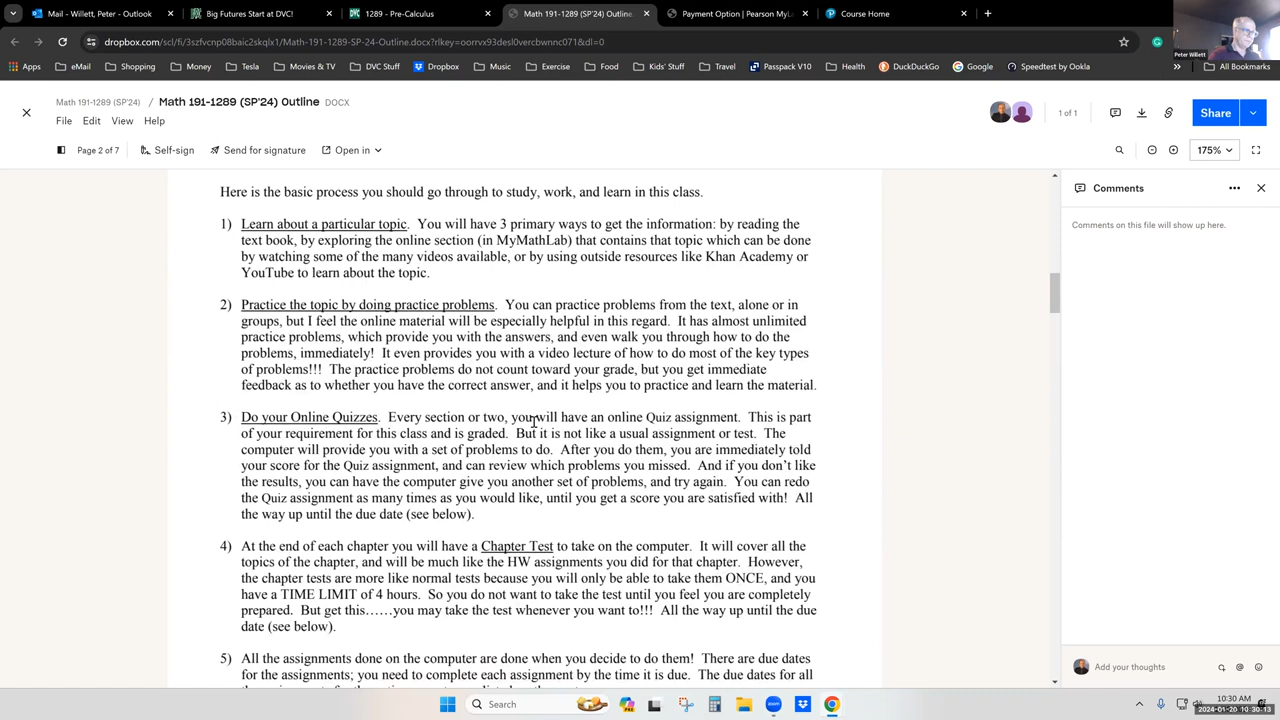 Mail - Willett, Peter - Outlook
Big Futures Start at DVC!
1289 - Pre-Calculus
Math 191-1289 (SP'24) Outline.
Payment Option | Pearson MyLa
Course Home
Peter Willett
dropbox.com/scl/fi/3szfvcnp08baic2skqlx1/Math-191-1289-SP-24-Outline.docx?rlkey=oorrvx93desl0vercbwnnc071&dl=0
Apps
eMail
Shopping
Money
Tesla
Movies & TV
DVC Stuff
Dropbox
Music
Exercise
Food
Kids' Stuff
Travel
Passpack V10
Health
DuckDuckGo
Google
Speedtest by Ookla
All Bookmarks
Math 191-1289 (SP'24) / Math 191-1289 (SP'24) Outline DOCX
File Edit View Help
1 of 1
Share
Page 2 of 7
Self-sign
Send for signature
Open in
175%
Here is the basic process you should go through to study, work, and learn in this class.
1) Learn about a particular topic. You will have 3 primary ways to get the information: by reading the
text book, by exploring the online section (in MyMathLab) that contains that topic which can be done
by watching some of the many videos available, or by using outside resources like Khan Academy or
YouTube to learn about the topic.
2) Practice the topic by doing practice problems. You can practice problems from the text, alone or in
groups, but I feel the online material will be especially helpful in this regard. It has almost unlimited
practice problems, which provide you with the answers, and even walk you through how to do the
problems, immediately! It even provides you with a video lecture of how to do most of the key types
of problems!!! The practice problems do not count toward your grade, but you get immediate
feedback as to whether you have the correct answer, and it helps you to practice and learn the material.
3) Do your Online Quizzes. Every section or two, you will have an online Quiz assignment. This is part
of your requirement for this class and is graded. But it is not like a usual assignment or test. The
computer will provide you with a set of problems to do. After you do them, you are immediately told
your score for the Quiz assignment, and can review which problems you missed. And if you don't like
the results, you can have the computer give you another set of problems, and try again. You can redo
the Quiz assignment as many times as you would like, until you get a score you are satisfied with! All
the way up until the due date (see below).
4) At the end of each chapter you will have a Chapter Test to take on the computer. It will cover all the
topics of the chapter, and will be much like the HW assignments you did for that chapter. However,
the chapter tests are more like normal tests because you will only be able to take them ONCE, and you
have a TIME LIMIT of 4 hours. So you do not want to take the test until you feel you are completely
prepared. But get this……you may take the test whenever you want to!!! All the way up until the due
date (see below).
5) All the assignments done on the computer are done when you decide to do them! There are due dates
for the assignments; you need to complete each assignment by the time it is due. The due dates for all
Comments
Comments on this file will show up here.
Add your thoughts
Search
10:30 AM
2024-01-20 10:30:13